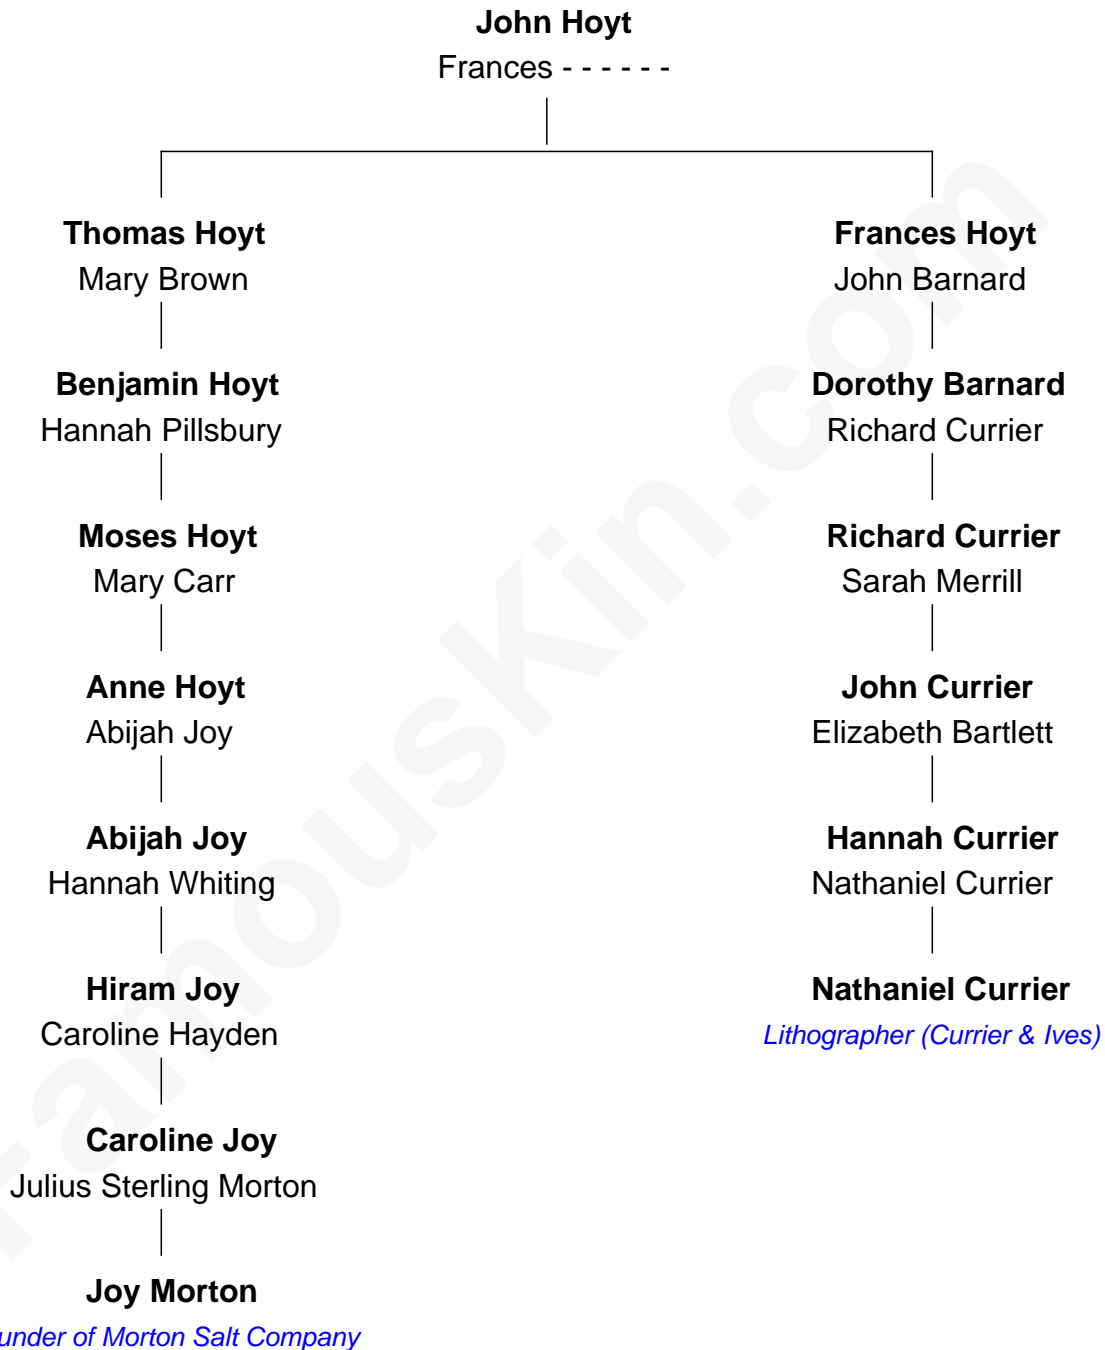 John Hoyt
Frances - - - - - -
Thomas Hoyt
Mary Brown
Benjamin Hoyt
Hannah Pillsbury
Moses Hoyt
Mary Carr
Anne Hoyt
Abijah Joy
Abijah Joy
Hannah Whiting
Hiram Joy
Caroline Hayden
Caroline Joy
Julius Sterling Morton
Joy Morton
under of Morton Salt Company
Frances Hoyt
John Barnard
Dorothy Barnard
Richard Currier
Richard Currier
Sarah Merrill
John Currier
Elizabeth Bartlett
Hannah Currier
Nathaniel Currier
Nathaniel Currier
Lithographer (Currier & Ives)
FamousKin.com